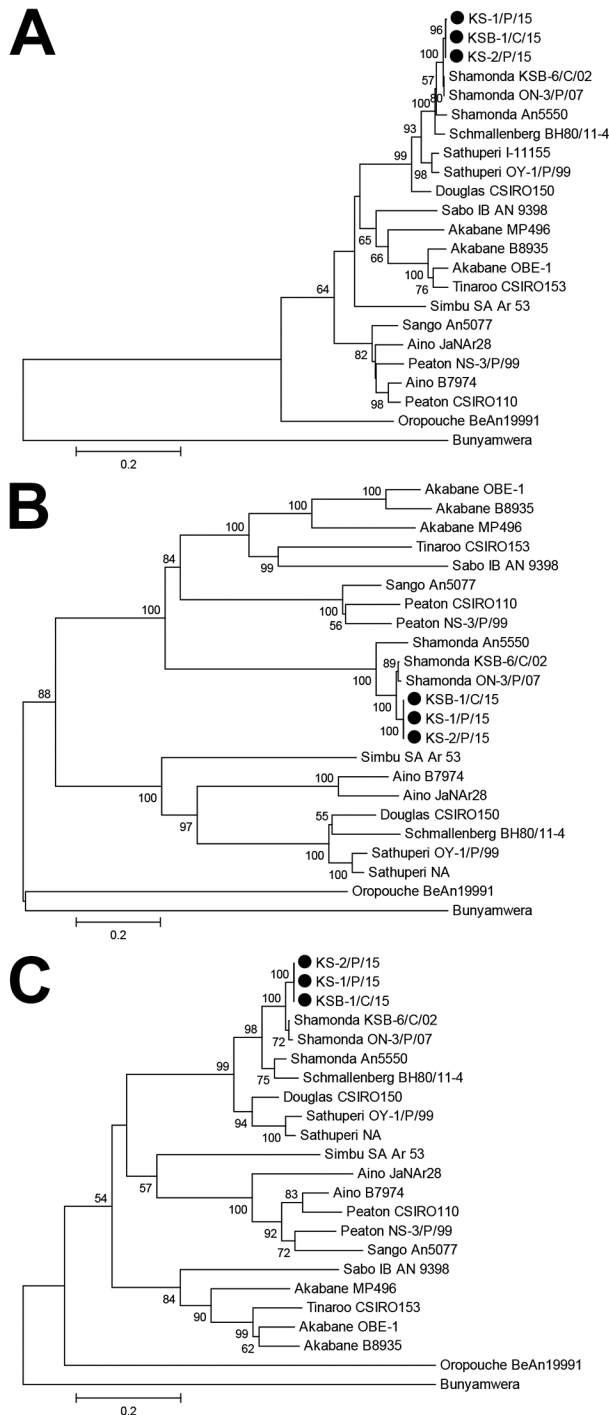 A
96
KS-1/P/15
KSB-1/C/15
100
KS-2/P/15
57
Shamonda KSB-6/C/02
80
Shamonda ON-3/P/07
100
Shamonda An5550
93
Schmallenberg BH80/11-4
99
Sathuperi I-11155
98
Sathuperi OY-1/P/99
Douglas CSIRO150
Sabo IB AN 9398
65
Akabane MP496
66
Akabane B8935
100
Akabane OBE-1
76
Tinaroo CSIRO153
64
Simbu SA Ar 53
Sango An5077
82
Aino JaNAr28
Peaton NS-3/P/99
Aino B7974
98
Peaton CSIRO110
Oropouche BeAn19991
Bunyamwera
0.2
B
100
Akabane OBE-1
100
Akabane B8935
100
Akabane MP496
84
Tinaroo CSIRO153
99
Sabo IB AN 9398
Sango An5077
100
Peaton CSIRO110
56
Peaton NS-3/P/99
100
Shamonda An5550
89
Shamonda KSB-6/C/02
100
Shamonda ON-3/P/07
100
KSB-1/C/15
88
KS-1/P/15
100
KS-2/P/15
Simbu SA Ar 53
100
Aino B7974
100
Aino JaNAr28
97
55
Douglas CSIRO150
Schmallenberg BH80/11-4
100
Sathuperi OY-1/P/99
100
Sathuperi NA
Oropouche BeAn19991
Bunyamwera
0.2
C
KS-2/P/15
100
KS-1/P/15
100
KSB-1/C/15
98
Shamonda KSB-6/C/02
72
Shamonda ON-3/P/07
99
Shamonda An5550
75
Schmallenberg BH80/11-4
Douglas CSIRO150
94
Sathuperi OY-1/P/99
100
Sathuperi NA
Simbu SA Ar 53
57
Aino JaNAr28
100
83
Aino B7974
54
Peaton CSIRO110
92
Peaton NS-3/P/99
72
Sango An5077
Sabo IB AN 9398
84
Akabane MP496
90
Tinaroo CSIRO153
99
Akabane OBE-1
62
Akabane B8935
Oropouche BeAn19991
Bunyamwera
0.2